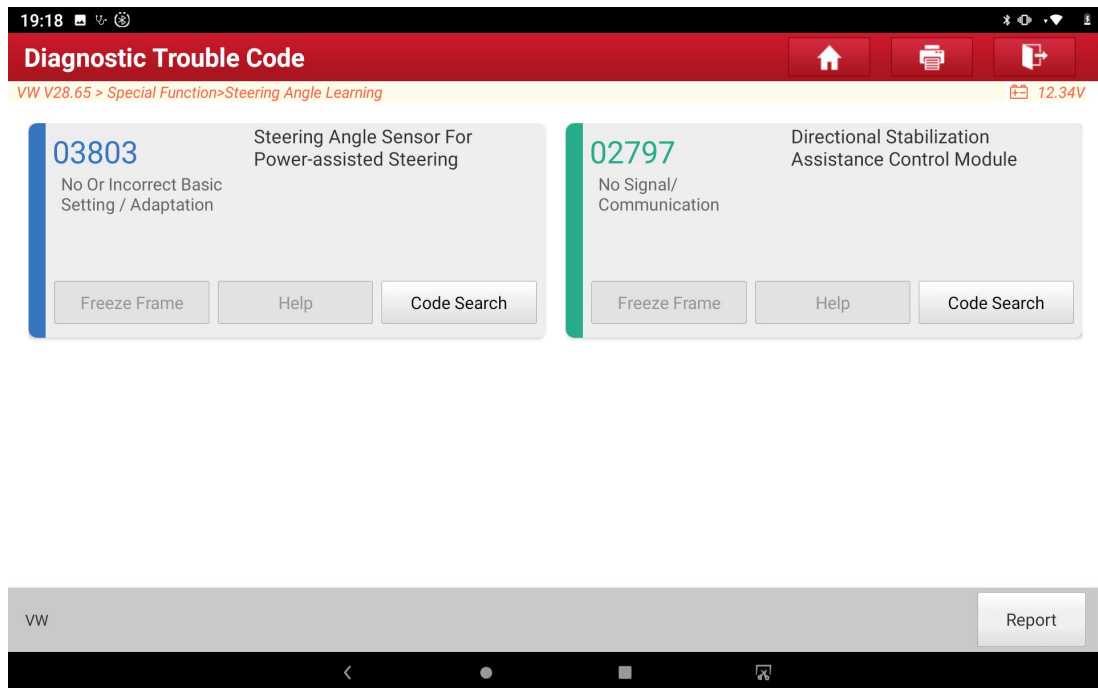 19:18
Diagnostic Trouble Code
VW V28.65 > Special Function>Steering Angle Learning
12.34V
03803
Steering Angle Sensor For
Power-assisted Steering
No Or Incorrect Basic
Setting / Adaptation
Freeze Frame
Help
Code Search
02797
Directional Stabilization
Assistance Control Module
No Signal/
Communication
Freeze Frame
Help
Code Search
VW
Report